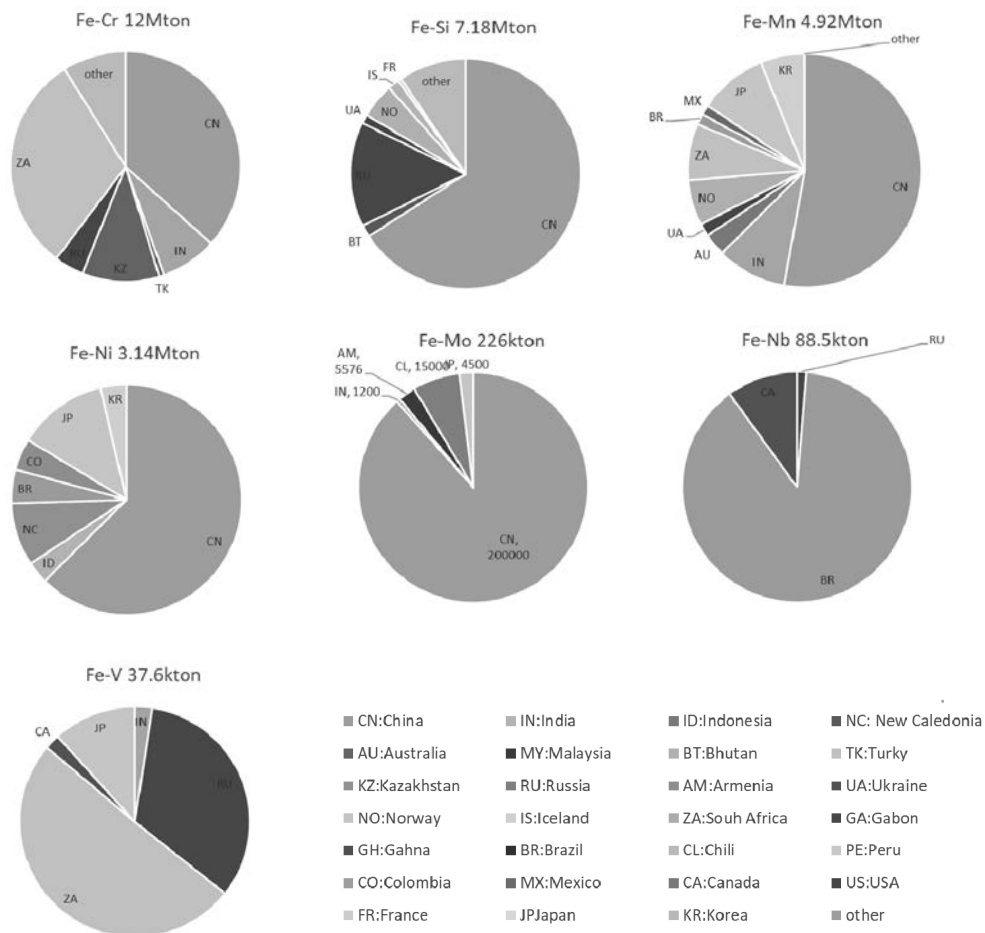 Fe-Cr 12Mton
other
CN
ZA
IN
TK
KZ
RU
Fe-Si 7.18Mton
FR
IS
other
NO
UA
RU
BT
CN
Fe-Mn 4.92Mton
other
KR
JP
MX
BR
ZA
NO
UA
AU
IN
CN
Fe-Ni 3.14Mton
KR
JP
CO
BR
NC
ID
CN
Fe-Mo 226kton
AM,
5576
CL, 15000
JP, 4500
IN, 1200
CN,
200000
Fe-Nb 88.5kton
RU
CA
BR
Fe-V 37.6kton
CA
JP
IN
RU
ZA
CN:China IN:India ID:Indonesia NC: New Caledonia
AU:Australia MY:Malaysia BT:Bhutan TK:Turky
KZ:Kazakhstan RU:Russia AM:Armenia UA:Ukraine
NO:Norway IS:Iceland ZA:South Africa GA:Gabon
GH:Gahna BR:Brazil CL:Chili PE:Peru
CO:Colombia MX:Mexico CA:Canada US:USA
FR:France JPJapan KR:Korea other